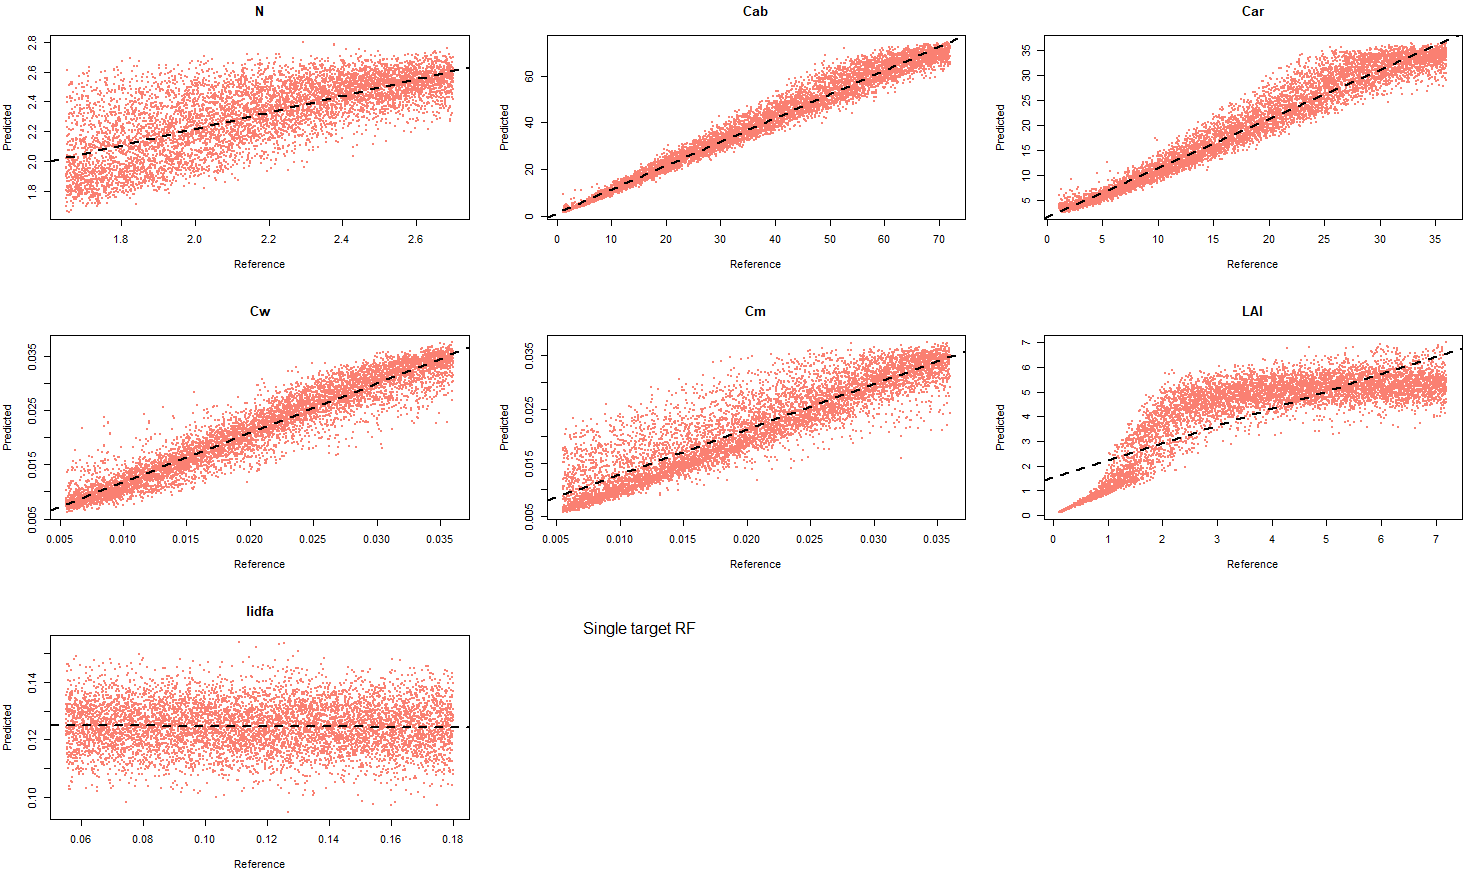 N
Cab
Car
Predicted
1.8 2.0 2.2 2.4 2.6 2.8
1.8 2.0 2.2 2.4 2.6
Reference
Predicted
0 20 40 60
0 10 20 30 40 50 60 70
Reference
Predicted
5 10 15 20 25 30 35
0 5 10 15 20 25 30 35
Reference
Cw
Cm
LAI
Predicted
0.005 0.015 0.025 0.035
0.005 0.010 0.015 0.020 0.025 0.030 0.035
Reference
Predicted
0.005 0.015 0.025 0.035
0.005 0.010 0.015 0.020 0.025 0.030 0.035
Reference
Predicted
0 1 2 3 4 5 6 7
0 1 2 3 4 5 6 7
Reference
lidfa
Predicted
0.10 0.12 0.14
0.06 0.08 0.10 0.12 0.14 0.16 0.18
Reference
Single target RF